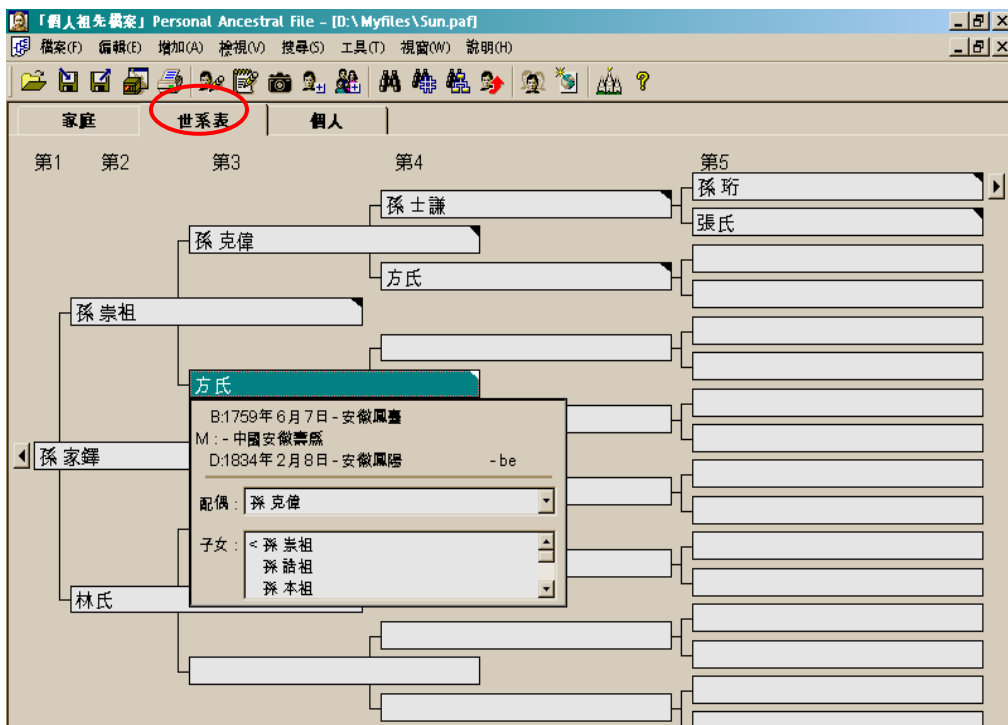 「個人祖先檔案」 Personal Ancestral File - [D:\Myfiles\Sun.paf]
檔案(F) 編輯(E) 增加(A) 檢視(V) 搜尋(S) 工具(T) 視窗(W) 說明(H)
家庭 世系表 個人
第1 第2 第3 第4 第5
孫 珩
孫 士謙
張氏
孫 克偉
方氏
孫 崇祖
方氏
B:1759年6月7日 - 安徽鳳臺
M : - 中國安徽壽縣
孫 家鐸
D:1834年2月8日 - 安徽鳳陽 - be
配偶 : 孫 克偉
子女 : < 孫 崇祖
孫 誥祖
孫 本祖
林氏